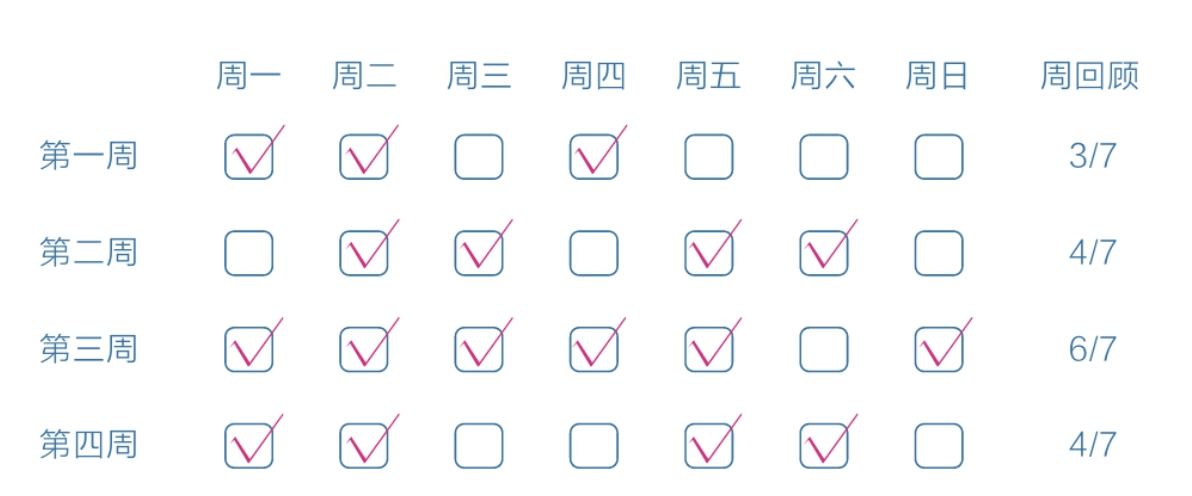 周一 周二 周三 周四 周五 周六 周日 周回顾
第一周 3/7
第二周 4/7
第三周 6/7
第四周 4/7